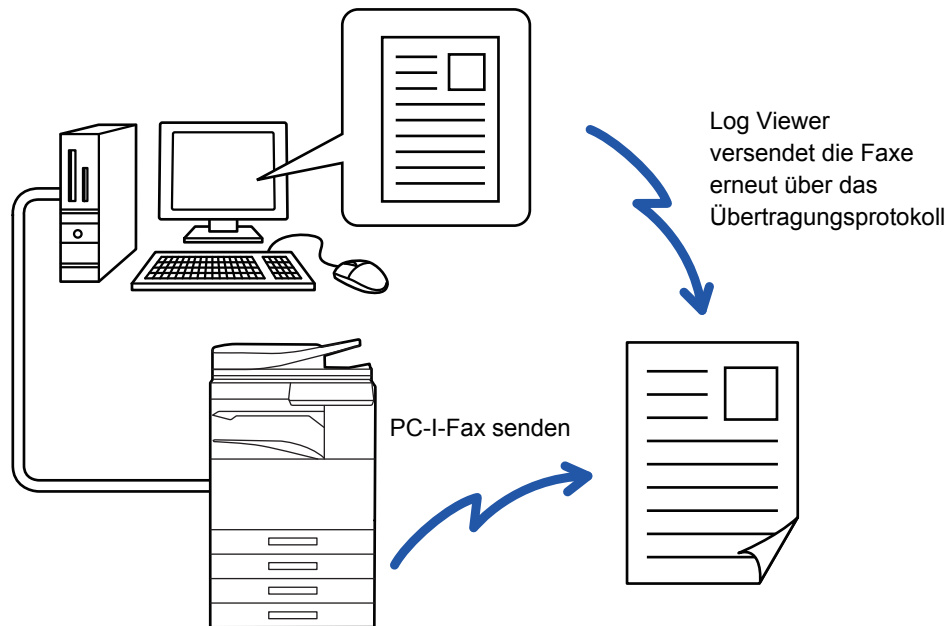 Log Viewer
versendet die Faxe
erneut über das
Übertragungsprotokoll
PC-I-Fax senden